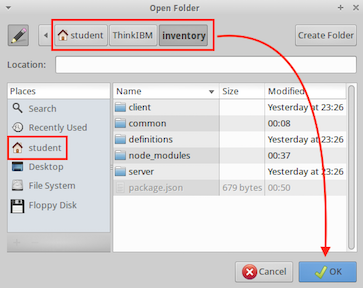 Open Folder
student ThinkIBM inventory Create Folder
Location:
Places Name Size Modified
Search client Yesterday at 23:26
Recently Used common 00:08
student definitions Yesterday at 23:26
Desktop node_modules 00:37
File System server Yesterday at 23:26
Floppy Disk package.json 679 bytes 00:50
Cancel OK